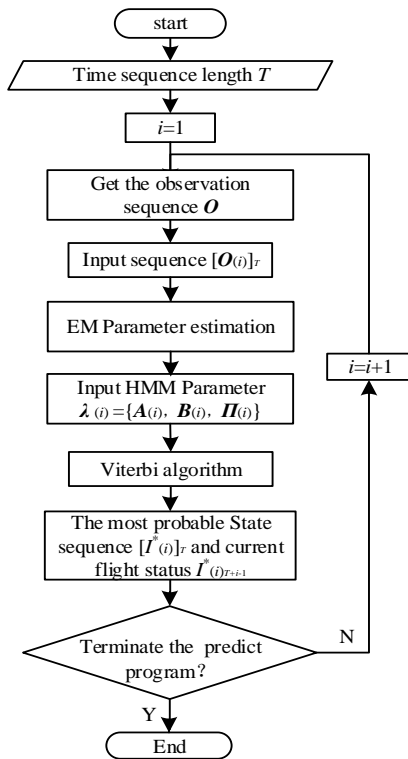 start
Time sequence length T
i=1
Get the observation
sequence O
Input sequence [O(i)]T
EM Parameter estimation
i=i+1
Input HMM Parameter
λ(i)={A(i), B(i), Π(i)}
Viterbi algorithm
The most probable State
sequence [I*(i)]T and current
flight status I*(i)T+i-1
Terminate the predict
program?
N
Y
End